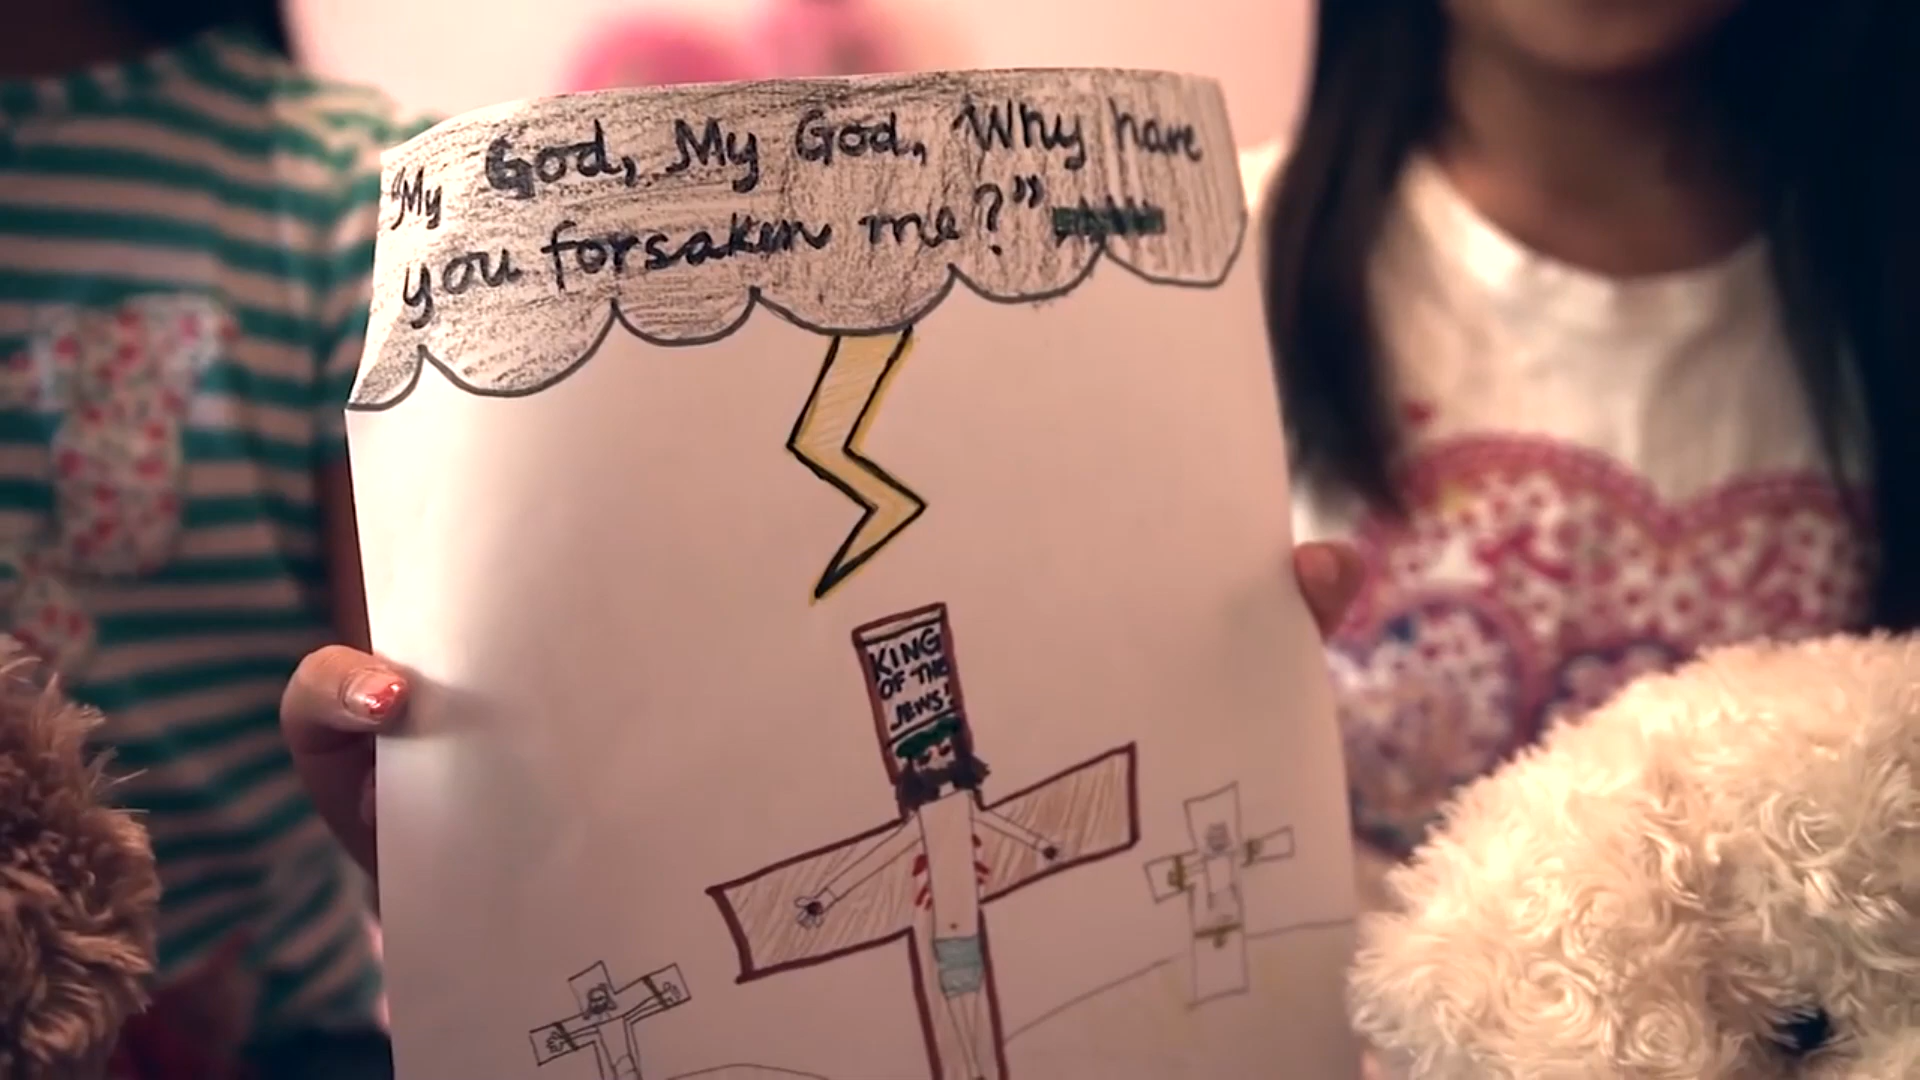 "My God, My God, Why have
you forsaken me?"
KING
OF THE
JEWS!